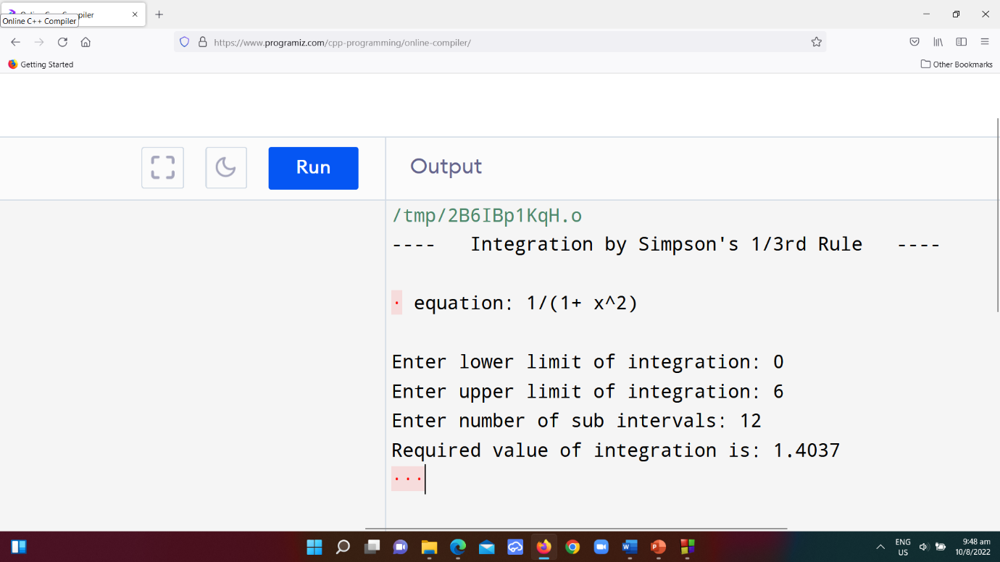 Online C++ Compiler
Online C++ Compiler
https://www.programiz.com/cpp-programming/online-compiler/
Getting Started
Other Bookmarks
Run
Output
/tmp/2B6IBp1KqH.o
---- Integration by Simpson's 1/3rd Rule ----
· equation: 1/(1+ x^2)
Enter lower limit of integration: 0
Enter upper limit of integration: 6
Enter number of sub intervals: 12
Required value of integration is: 1.4037
···
ENG
US
9:48 am
10/8/2022